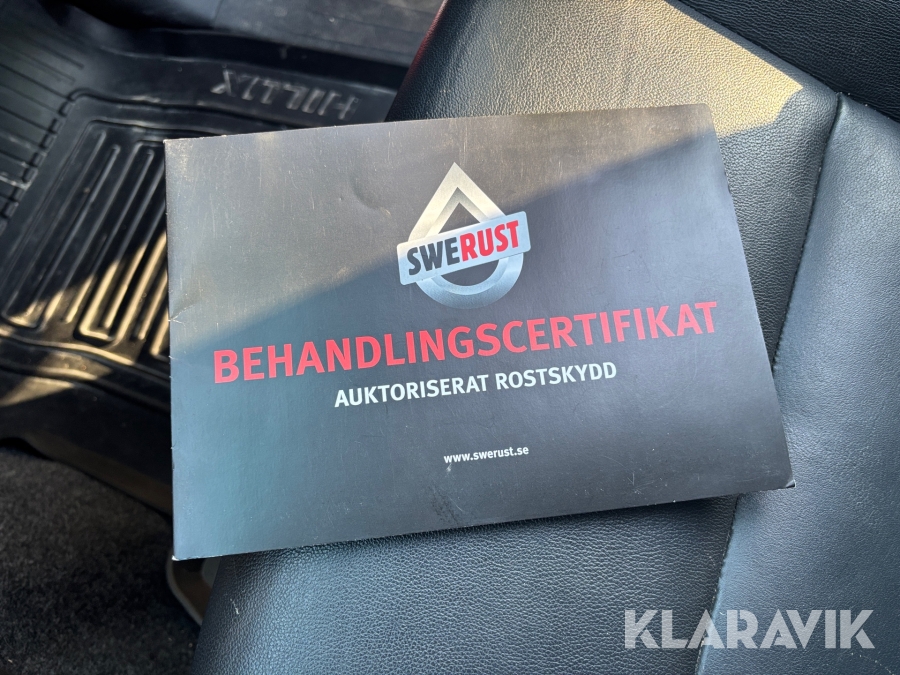 HILUX
SWERUST
BEHANDLINGSCERTIFIKAT
AUKTORISERAT ROSTSKYDD
www.swerust.se
KLARAVIK